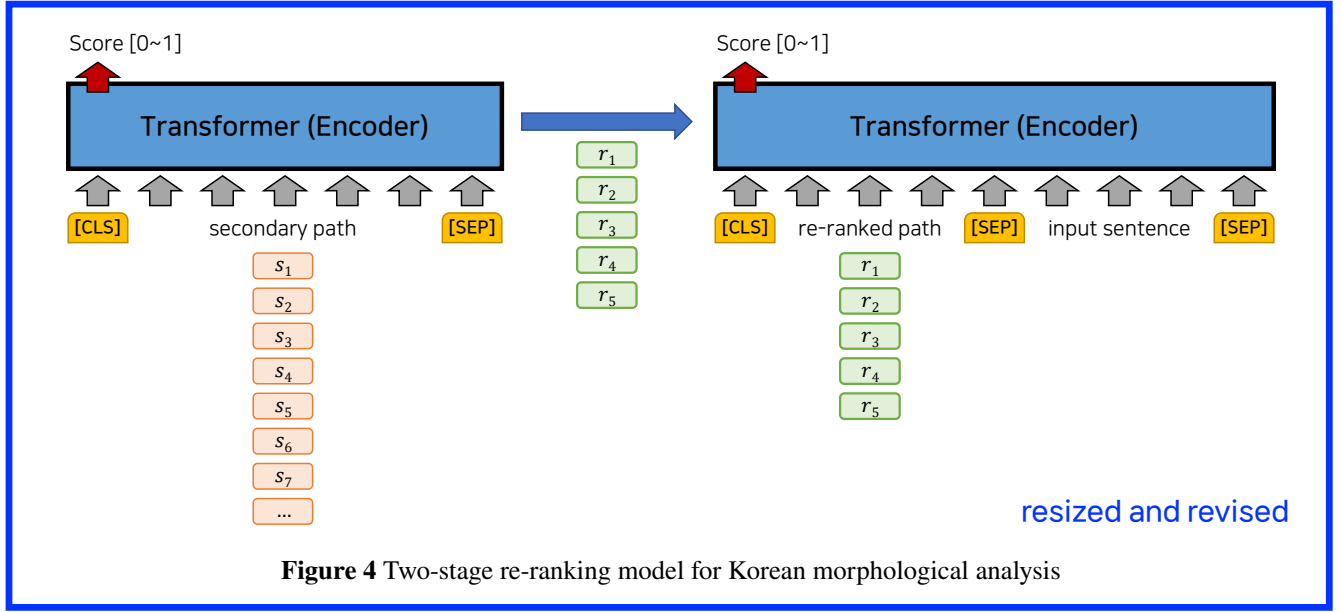 Score [0~1]
Transformer (Encoder)
[CLS]
secondary path
[SEP]
s1
s2
s3
s4
s5
s6
s7
...
r1
r2
r3
r4
r5
Score [0~1]
Transformer (Encoder)
[CLS]
re-ranked path
[SEP]
input sentence
[SEP]
r1
r2
r3
r4
r5
resized and revised
Figure 4 Two-stage re-ranking model for Korean morphological analysis